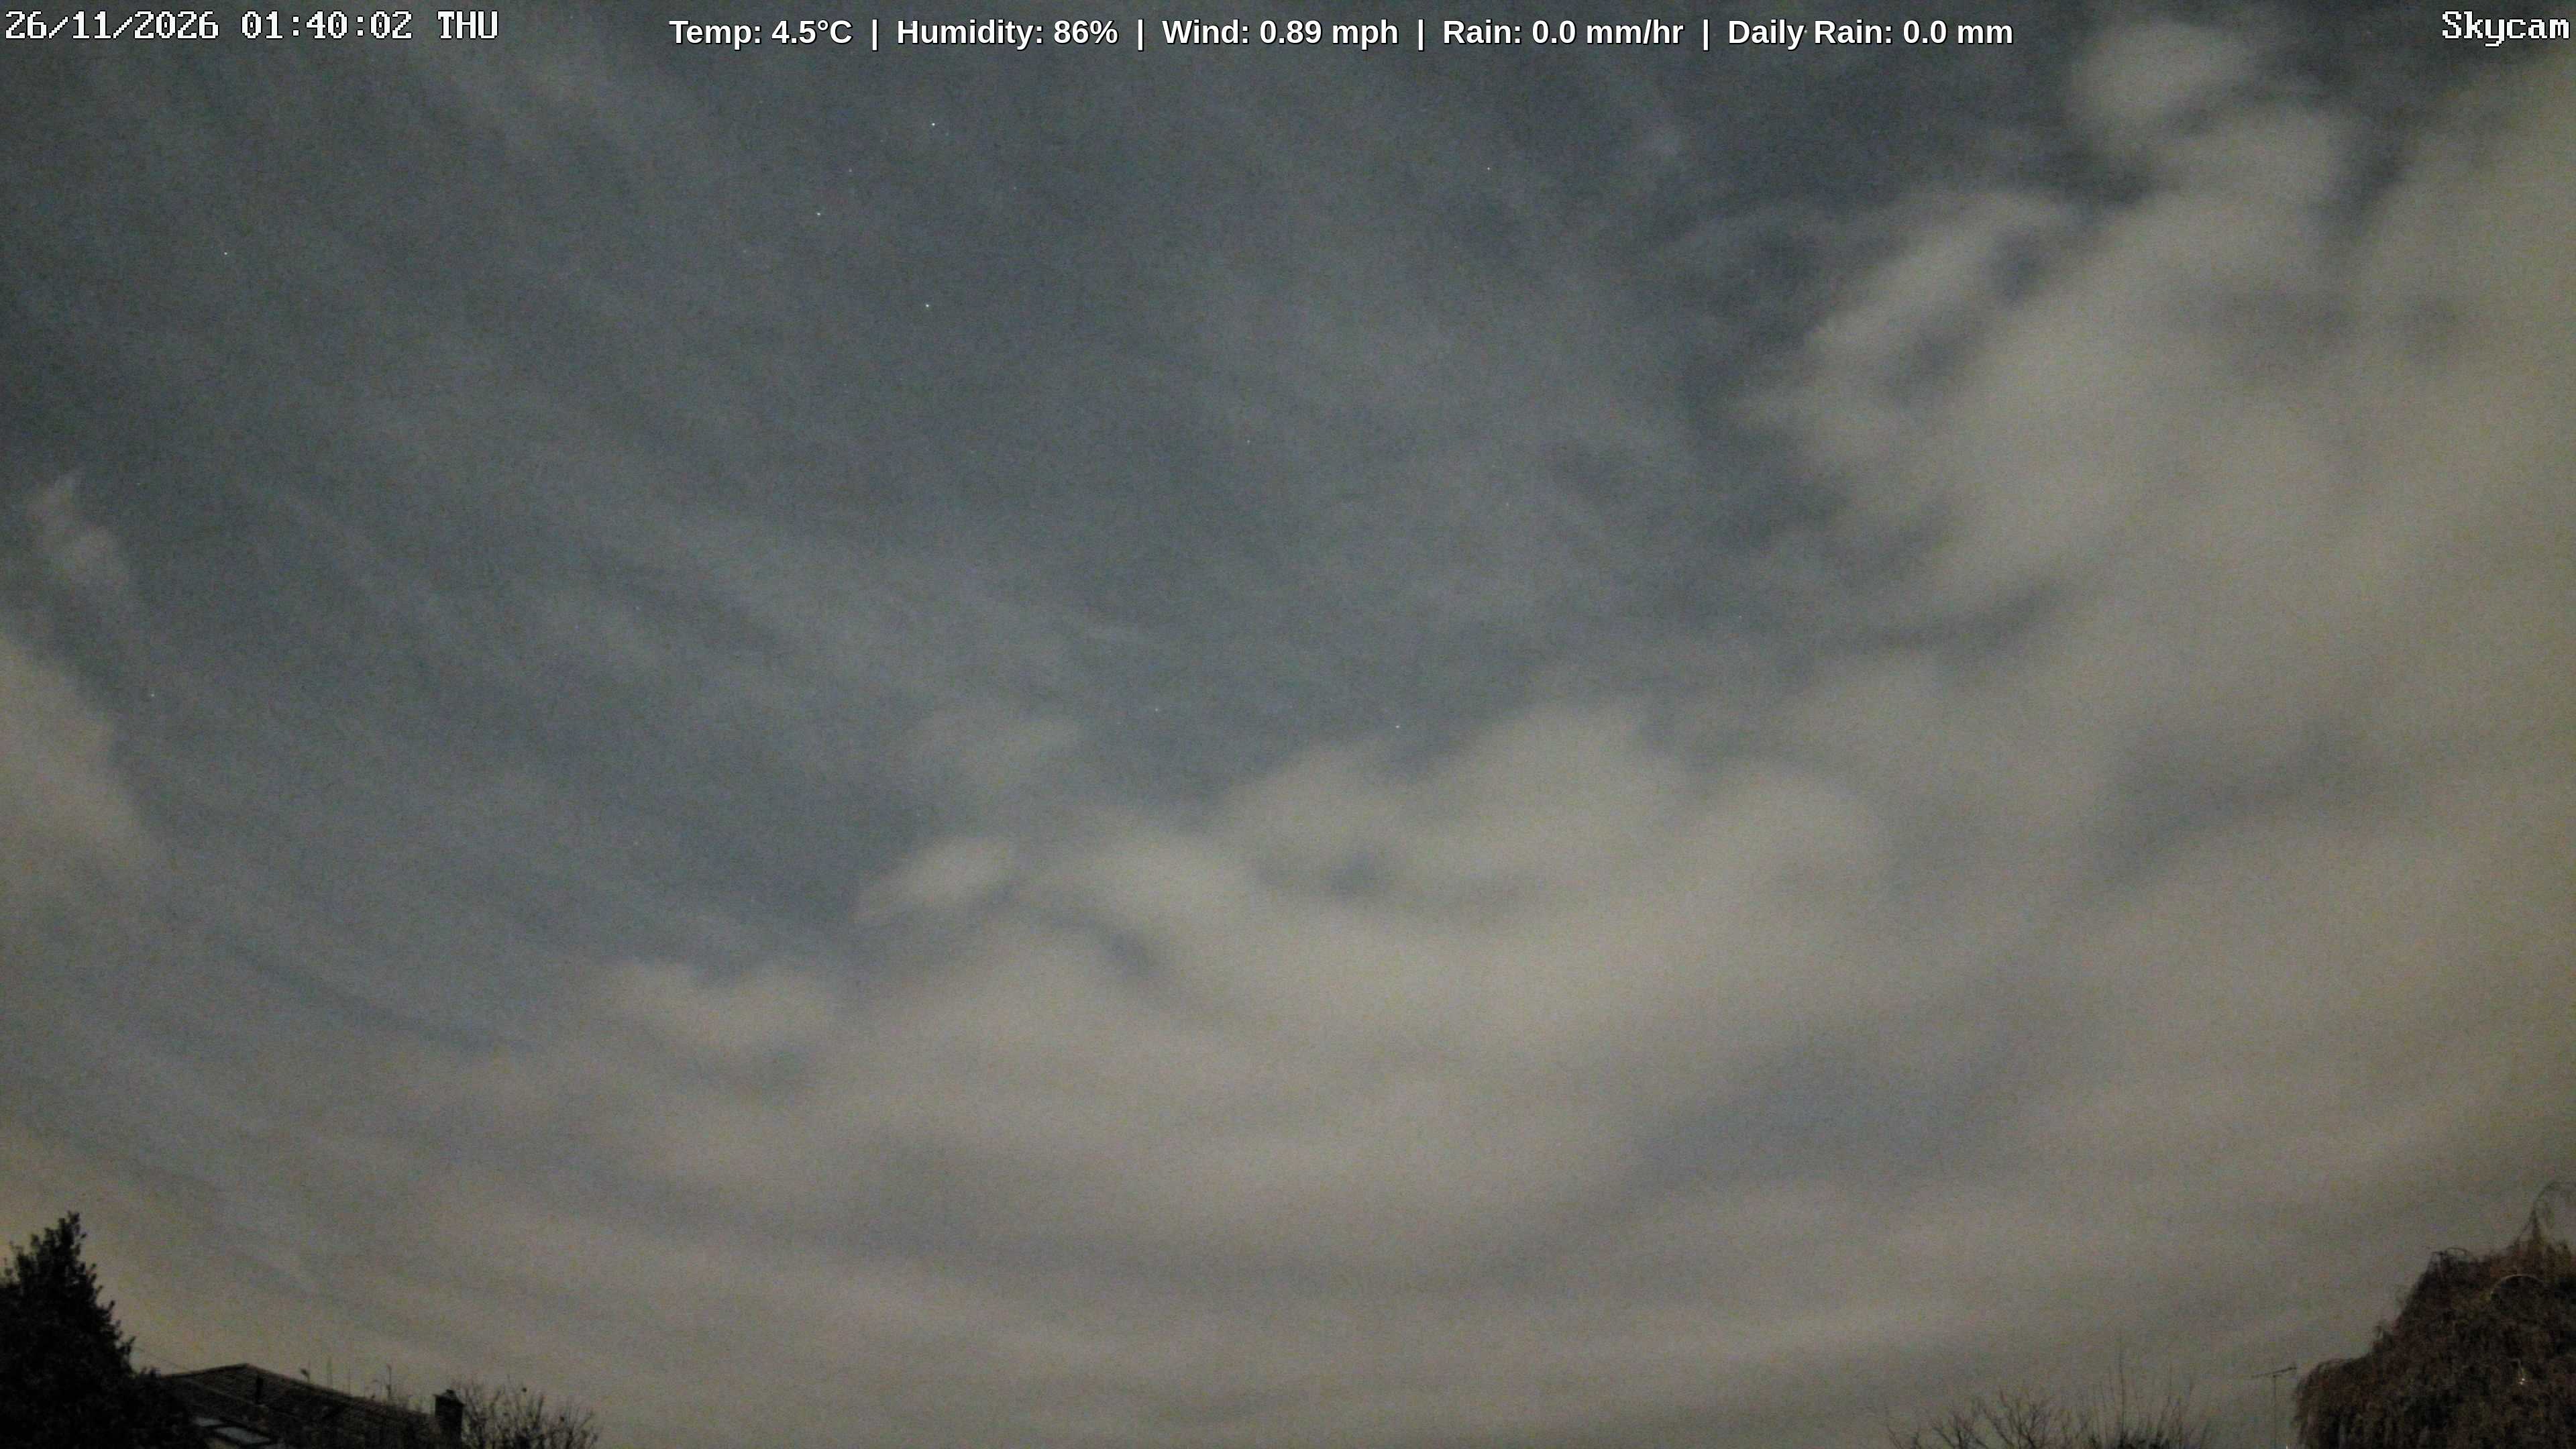 26/11/2026 01:40:02 THU
Temp: 4.5°C | Humidity: 86% | Wind: 0.89 mph | Rain: 0.0 mm/hr | Daily Rain: 0.0 mm
Skycam